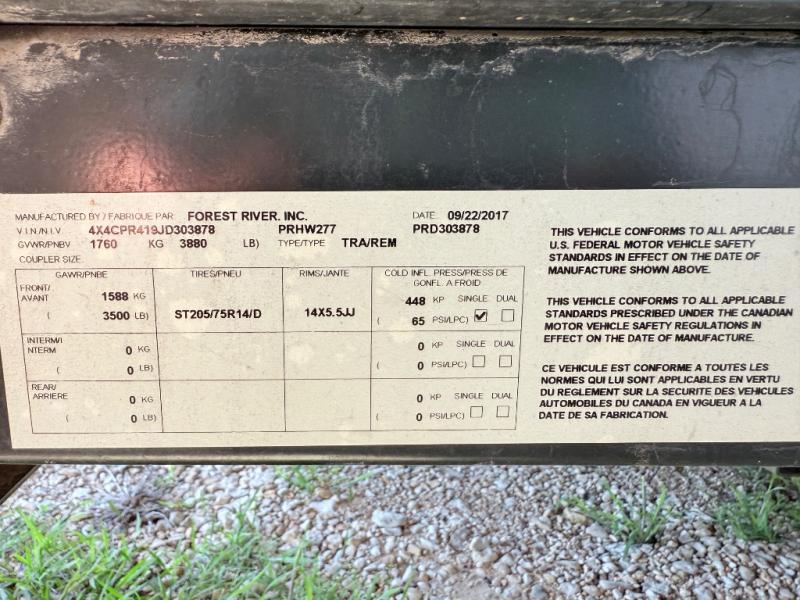 MANUFACTURED BY / FABRIQUE PAR FOREST RIVER. INC. DATE 09/22/2017
V.I.N/N.I.V 4X4CPR419JD303878 PRHW277 PRD303878
GVWR/PNBV 1760 KG 3880 LB) TYPE/TYPE TRA/REM
COUPLER SIZE
GAWR/PNBE TIRES/PNEU RIMS/JANTE COLD INFL. PRESS/PRESS DE
GONFL. A FROID
FRONT/
AVANT 1588 KG 448 KP SINGLE DUAL
( 3500 LB) ST205/75R14/D 14X5.5JJ ( 65 PSI/LPC)
INTERM/I
NTERM 0 KG 0 KP SINGLE DUAL
( 0 LB) ( 0 PSI/LPC)
REAR/
ARRIERE 0 KG 0 KP SINGLE DUAL
( 0 LB) ( 0 PSI/LPC)
THIS VEHICLE CONFORMS TO ALL APPLICABLE
U.S. FEDERAL MOTOR VEHICLE SAFETY
STANDARDS IN EFFECT ON THE DATE OF
MANUFACTURE SHOWN ABOVE.
THIS VEHICLE CONFORMS TO ALL APPLICABLE
STANDARDS PRESCRIBED UNDER THE CANADIAN
MOTOR VEHICLE SAFETY REGULATIONS IN
EFFECT ON THE DATE OF MANUFACTURE.
CE VEHICULE EST CONFORME A TOUTES LES
NORMES QUI LUI SONT APPLICABLES EN VERTU
DU REGLEMENT SUR LA SECURITE DES VEHICULES
AUTOMOBILES DU CANADA EN VIGUEUR A LA
DATE DE SA FABRICATION.